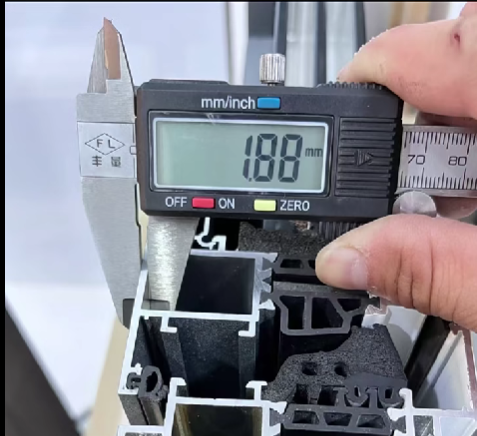 mm/inch
FL
丰量
1.88 mm
OFF ON ZERO
70 80